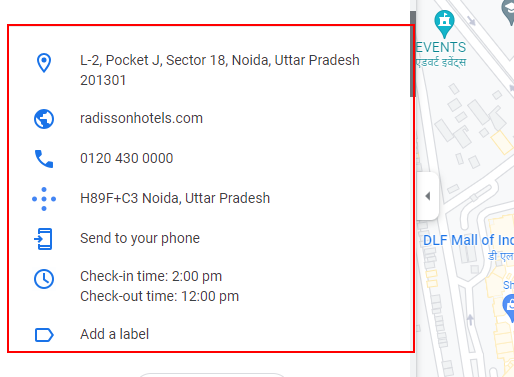 L-2, Pocket J, Sector 18, Noida, Uttar Pradesh
201301
radissonhotels.com
0120 430 0000
H89F+C3 Noida, Uttar Pradesh
Send to your phone
Check-in time: 2:00 pm
Check-out time: 12:00 pm
Add a label
EVENTS
एडवर्ट इवेंट्स
DLF Mall of Ind
डी एल
Sh